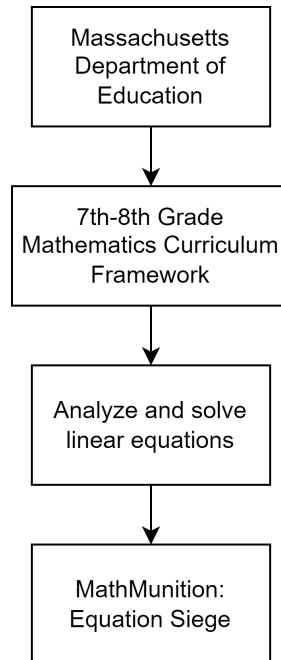 Massachusetts
Department of
Education
7th-8th Grade
Mathematics Curriculum
Framework
Analyze and solve
linear equations
MathMunition:
Equation Siege